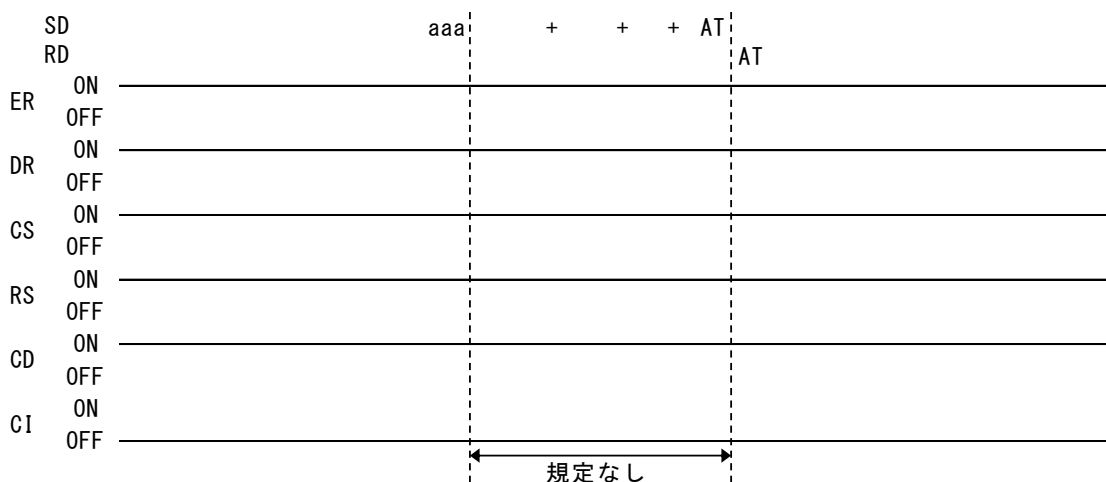 SD aaa + + + AT
RD AT
ER ON
OFF
DR ON
OFF
CS ON
OFF
RS ON
OFF
CD ON
OFF
CI ON
OFF
規定なし